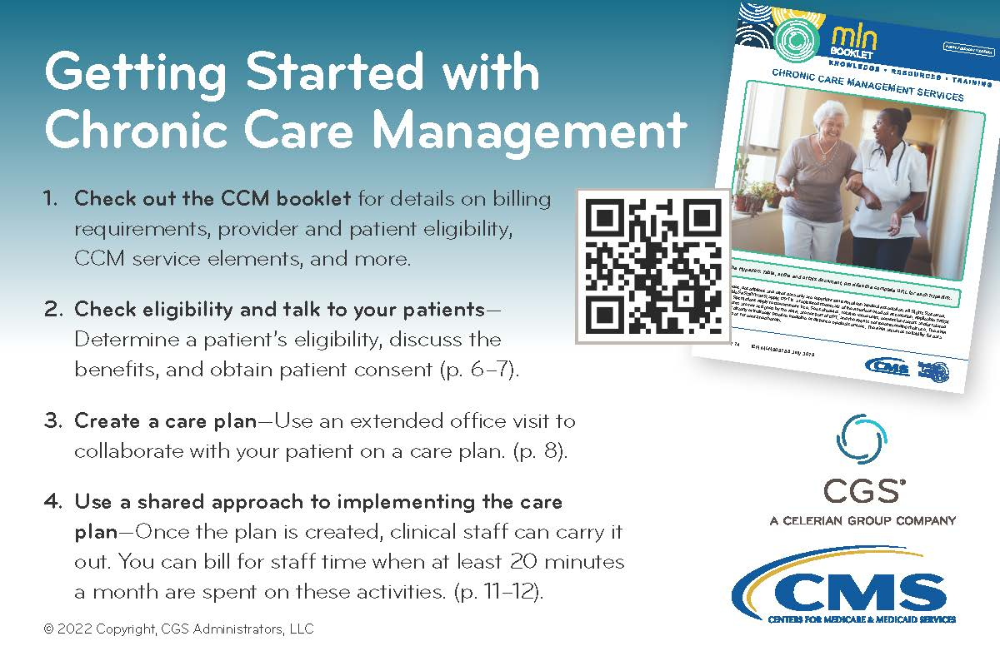 Getting Started with
Chronic Care Management
1. Check out the CCM booklet for details on billing
requirements, provider and patient eligibility,
CCM service elements, and more.
2. Check eligibility and talk to your patients—
Determine a patient's eligibility, discuss the
benefits, and obtain patient consent (p. 6–7).
3. Create a care plan—Use an extended office visit to
collaborate with your patient on a care plan. (p. 8).
4. Use a shared approach to implementing the care
plan—Once the plan is created, clinical staff can carry it
out. You can bill for staff time when at least 20 minutes
a month are spent on these activities. (p. 11–12).
© 2022 Copyright, CGS Administrators, LLC
mln
BOOKLET
KNOWLEDGE • RESOURCES • TRAINING
CHRONIC CARE MANAGEMENT SERVICES
CMS
CGS®
A CELERIAN GROUP COMPANY
CMS
CENTERS FOR MEDICARE & MEDICAID SERVICES